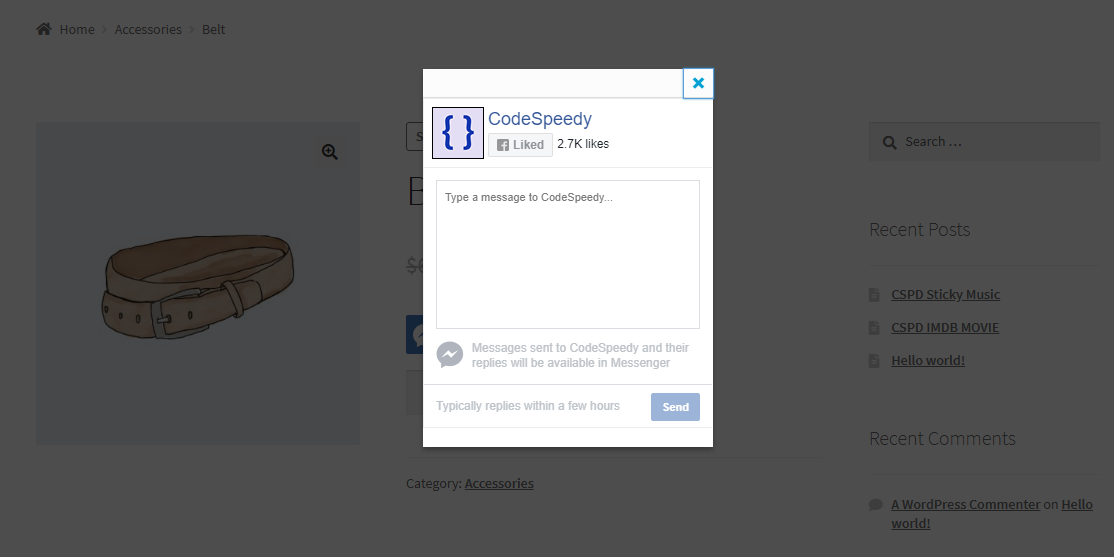 Home > Accessories > Belt
CodeSpeedy
Liked 2.7K likes
Type a message to CodeSpeedy...
Messages sent to CodeSpeedy and their
replies will be available in Messenger
Typically replies within a few hours Send
Category: Accessories
Search …
Recent Posts
CSPD Sticky Music
CSPD IMDB MOVIE
Hello world!
Recent Comments
A WordPress Commenter on Hello
world!